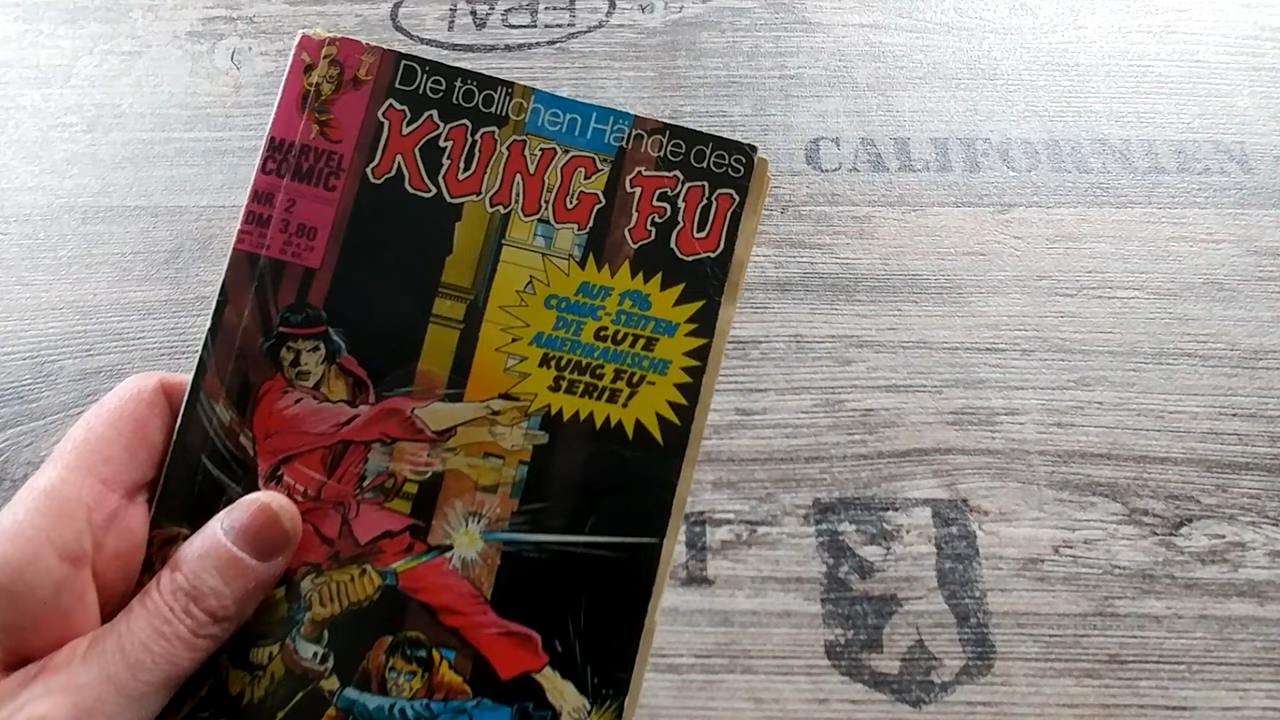 Die tödlichen Hände des
KUNG FU
MARVEL
COMIC
NR. 2
DM 3,80
AUF 196
COMIC-SEITEN
DIE GUTE
AMERIKANISCHE
KUNG FU-
SERIE!
CALIFORNIEN